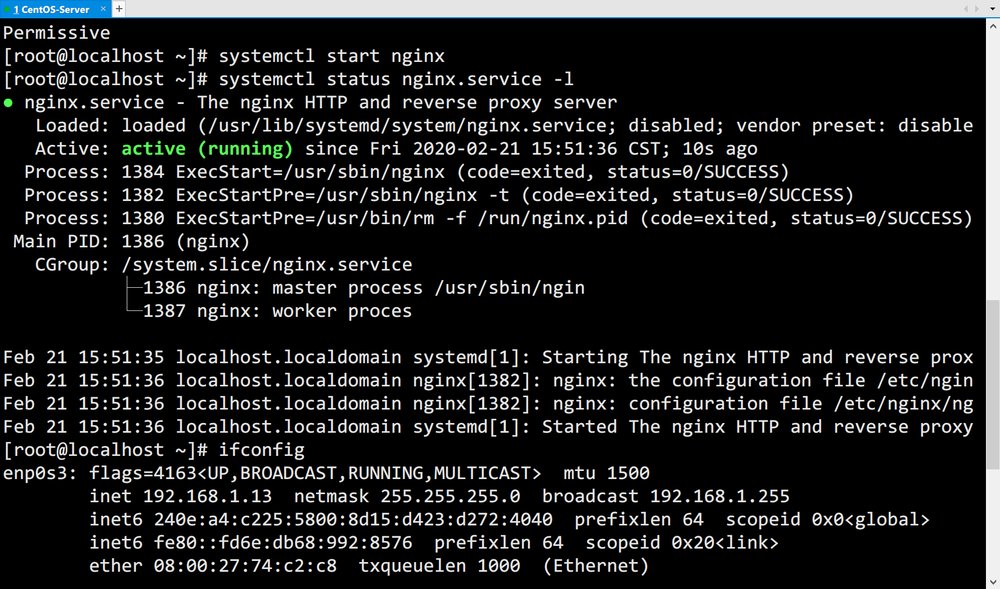 1 CentOS-Server × +
Permissive
[root@localhost ~]# systemctl start nginx
[root@localhost ~]# systemctl status nginx.service -l
● nginx.service - The nginx HTTP and reverse proxy server
   Loaded: loaded (/usr/lib/systemd/system/nginx.service; disabled; vendor preset: disable
   Active: active (running) since Fri 2020-02-21 15:51:36 CST; 10s ago
  Process: 1384 ExecStart=/usr/sbin/nginx (code=exited, status=0/SUCCESS)
  Process: 1382 ExecStartPre=/usr/sbin/nginx -t (code=exited, status=0/SUCCESS)
  Process: 1380 ExecStartPre=/usr/bin/rm -f /run/nginx.pid (code=exited, status=0/SUCCESS)
 Main PID: 1386 (nginx)
   CGroup: /system.slice/nginx.service
           ├─1386 nginx: master process /usr/sbin/ngin
           └─1387 nginx: worker proces
Feb 21 15:51:35 localhost.localdomain systemd[1]: Starting The nginx HTTP and reverse prox
Feb 21 15:51:36 localhost.localdomain nginx[1382]: nginx: the configuration file /etc/ngin
Feb 21 15:51:36 localhost.localdomain nginx[1382]: nginx: configuration file /etc/nginx/ng
Feb 21 15:51:36 localhost.localdomain systemd[1]: Started The nginx HTTP and reverse proxy
[root@localhost ~]# ifconfig
enp0s3: flags=4163<UP,BROADCAST,RUNNING,MULTICAST>  mtu 1500
        inet 192.168.1.13  netmask 255.255.255.0  broadcast 192.168.1.255
        inet6 240e:a4:c225:5800:8d15:d423:d272:4040  prefixlen 64  scopeid 0x0<global>
        inet6 fe80::fd6e:db68:992:8576  prefixlen 64  scopeid 0x20<link>
        ether 08:00:27:74:c2:c8  txqueuelen 1000  (Ethernet)